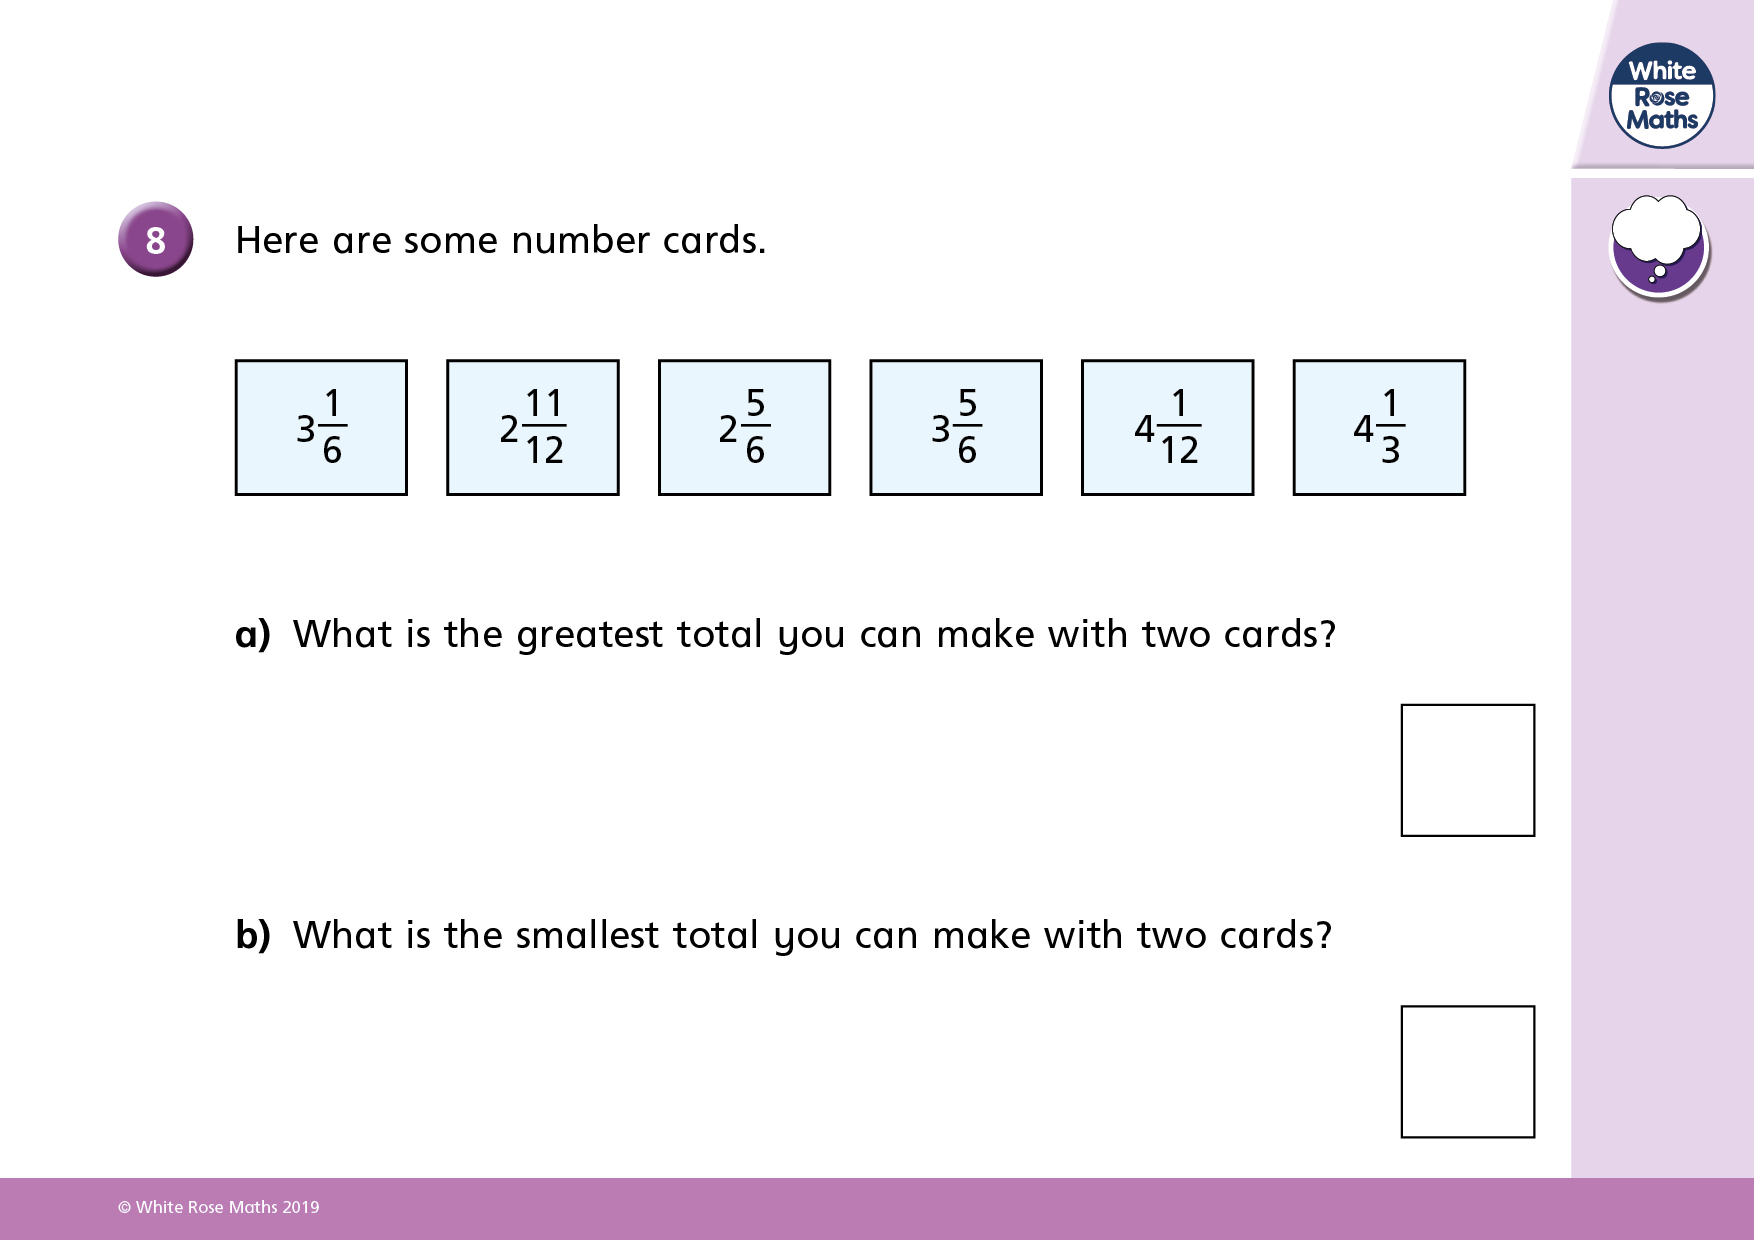 White
Rose
Maths
8 Here are some number cards.
3 1/6 2 11/12 2 5/6 3 5/6 4 1/12 4 1/3
a) What is the greatest total you can make with two cards?
b) What is the smallest total you can make with two cards?
© White Rose Maths 2019